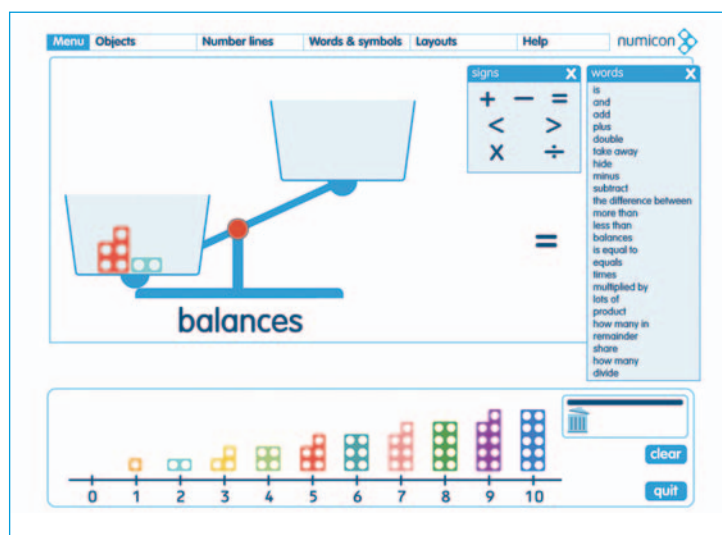 Menu Objects Number lines Words & symbols Layouts Help numicon
signs X
+ − =
< >
x ÷
words X
is
and
add
plus
double
take away
hide
minus
subtract
the difference between
more than
less than
balances
is equal to
equals
times
multiplied by
lots of
product
how many in
remainder
share
how many
divide
=
balances
0 1 2 3 4 5 6 7 8 9 10
clear
quit